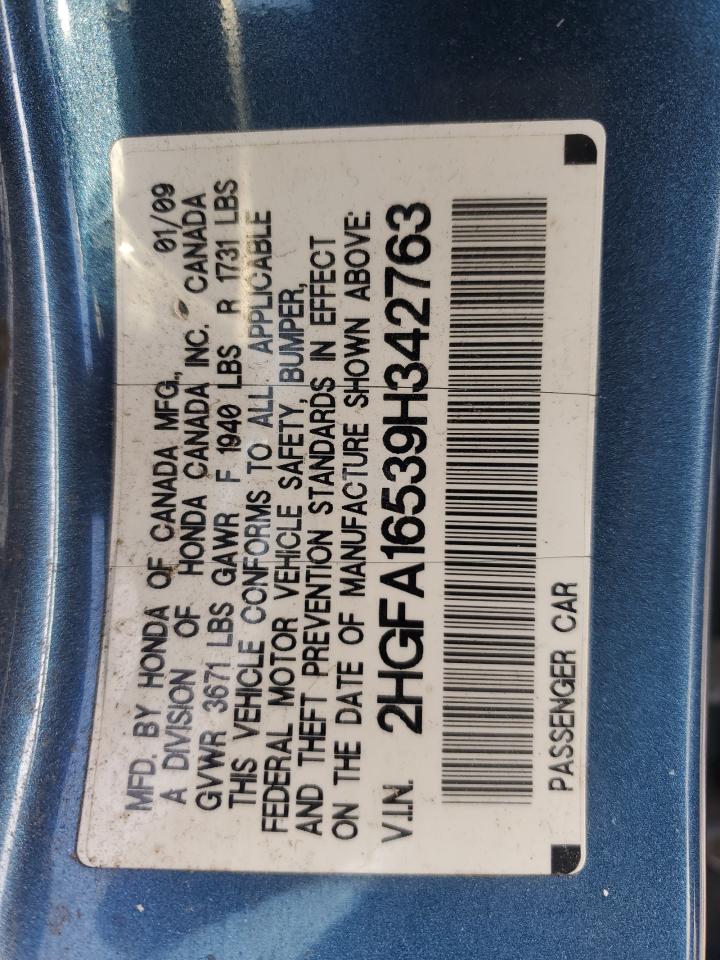 MFD. BY HONDA OF CANADA MFG., 01/09
A DIVISION OF HONDA CANADA INC. CANADA
GVWR 3671 LBS GAWR F 1940 LBS R 1731 LBS
THIS VEHICLE CONFORMS TO ALL APPLICABLE
FEDERAL MOTOR VEHICLE SAFETY, BUMPER,
AND THEFT PREVENTION STANDARDS IN EFFECT
ON THE DATE OF MANUFACTURE SHOWN ABOVE.
V.I.N. 2HGFA16539H342763
PASSENGER CAR